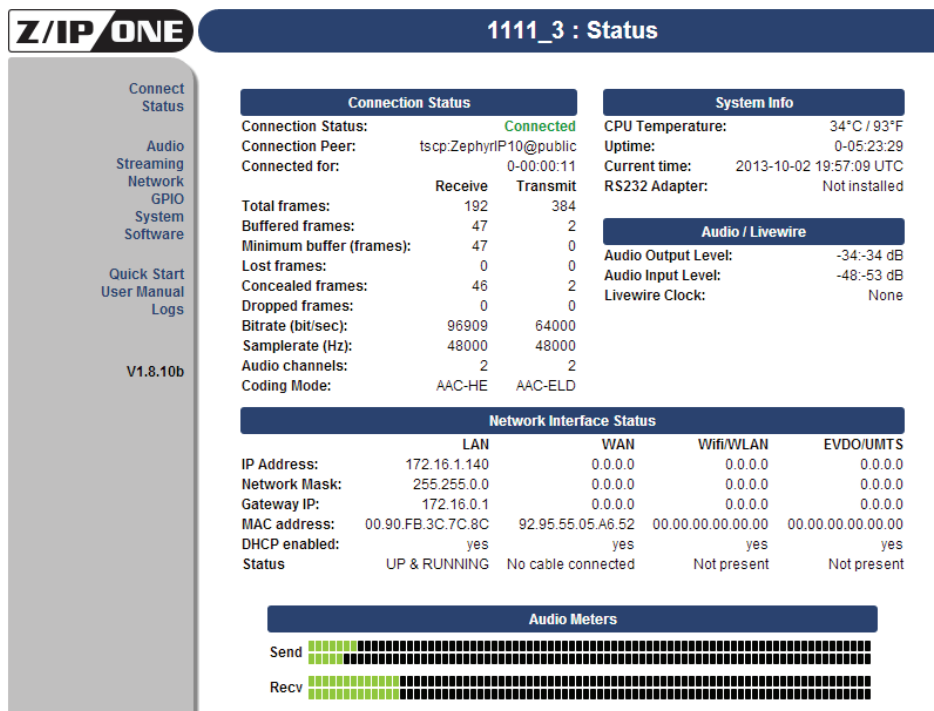 Z/IP/ONE
1111_3 : Status
Connect
Status
Audio
Streaming
Network
GPIO
System
Software
Quick Start
User Manual
Logs
V1.8.10b
Connection Status
Connection Status: Connected
Connection Peer: tscp:ZephyrIP10@public
Connected for: 0-00:00:11
Receive Transmit
Total frames: 192 384
Buffered frames: 47 2
Minimum buffer (frames): 47 0
Lost frames: 0 0
Concealed frames: 46 2
Dropped frames: 0 0
Bitrate (bit/sec): 96909 64000
Samplerate (Hz): 48000 48000
Audio channels: 2 2
Coding Mode: AAC-HE AAC-ELD
System Info
CPU Temperature: 34°C / 93°F
Uptime: 0-05:23:29
Current time: 2013-10-02 19:57:09 UTC
RS232 Adapter: Not installed
Audio / Livewire
Audio Output Level: -34:-34 dB
Audio Input Level: -48:-53 dB
Livewire Clock: None
Network Interface Status
LAN WAN Wifi/WLAN EVDO/UMTS
IP Address: 172.16.1.140 0.0.0.0 0.0.0.0 0.0.0.0
Network Mask: 255.255.0.0 0.0.0.0 0.0.0.0 0.0.0.0
Gateway IP: 172.16.0.1 0.0.0.0 0.0.0.0 0.0.0.0
MAC address: 00.90.FB.3C.7C.8C 92.95.55.05.A6.52 00.00.00.00.00.00 00.00.00.00.00.00
DHCP enabled: yes yes yes yes
Status UP & RUNNING No cable connected Not present Not present
Audio Meters
Send
Recv